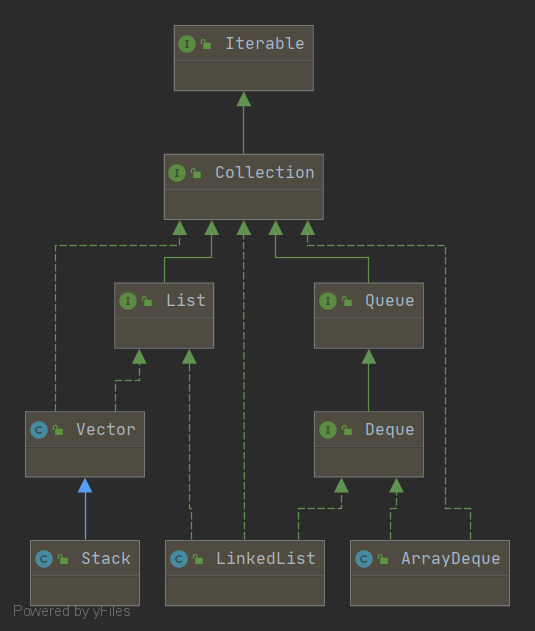 I Iterable
I Collection
I List
I Queue
C Vector
I Deque
C Stack
C LinkedList
C ArrayDeque
Powered by yFiles